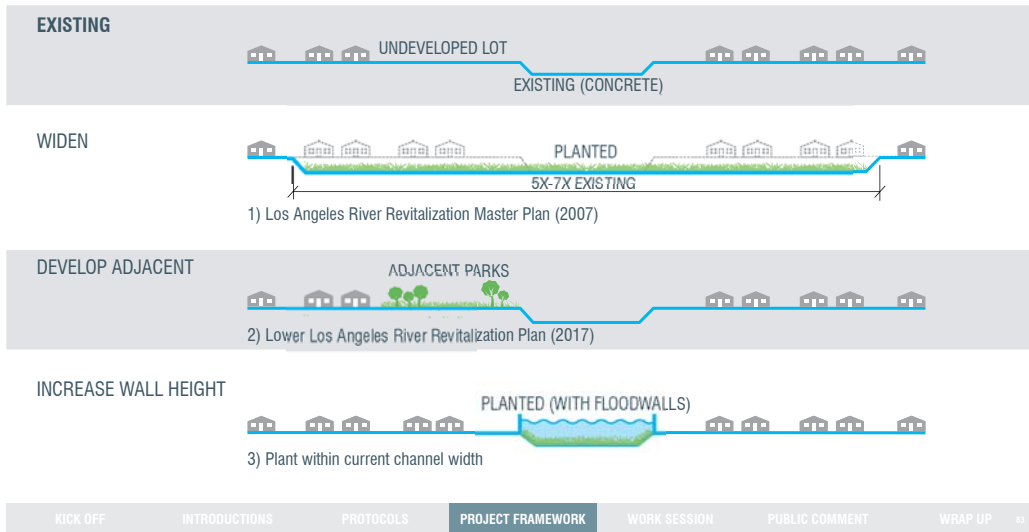 EXISTING
UNDEVELOPED LOT
EXISTING (CONCRETE)
WIDEN
PLANTED
5X-7X EXISTING
1) Los Angeles River Revitalization Master Plan (2007)
DEVELOP ADJACENT
ADJACENT PARKS
2) Lower Los Angeles River Revitalization Plan (2017)
INCREASE WALL HEIGHT
PLANTED (WITH FLOODWALLS)
3) Plant within current channel width
KICK OFF INTRODUCTIONS PROTOCOLS PROJECT FRAMEWORK WORK SESSION PUBLIC COMMENT WRAP UP